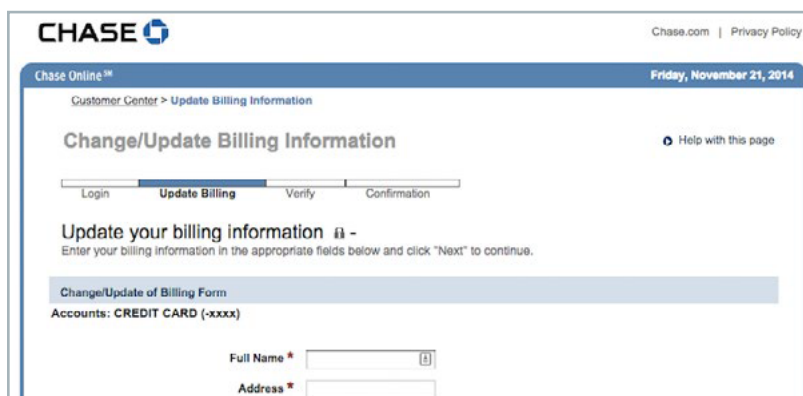 CHASE
Chase.com | Privacy Policy
Chase Online℠ Friday, November 21, 2014
Customer Center > Update Billing Information
Change/Update Billing Information
Help with this page
Login Update Billing Verify Confirmation
Update your billing information -
Enter your billing information in the appropriate fields below and click "Next" to continue.
Change/Update of Billing Form
Accounts: CREDIT CARD (-xxxx)
Full Name *
Address *